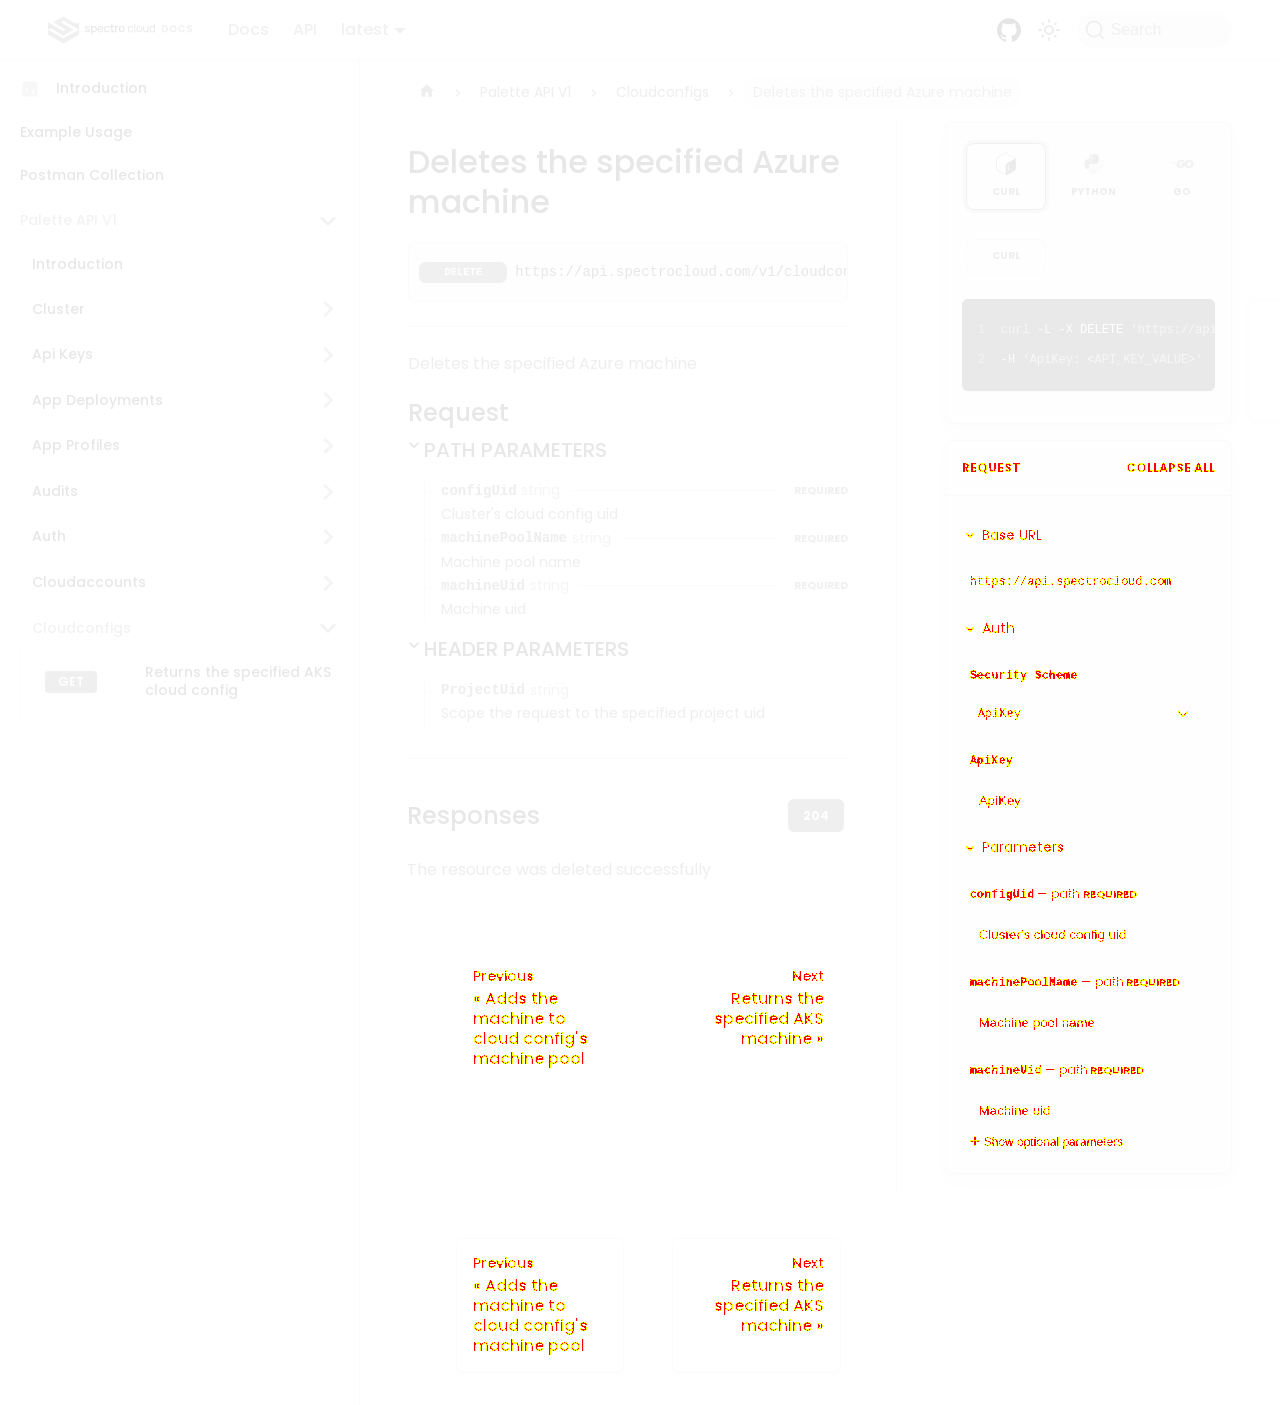 spectro cloud DOCS
Docs API latest
Search
Introduction
Example Usage
Postman Collection
Palette API V1
Introduction
Cluster
Api Keys
App Deployments
App Profiles
Audits
Auth
Cloudaccounts
Cloudconfigs
GET Returns the specified AKS
cloud config
Palette API V1 › Cloudconfigs › Deletes the specified Azure machine
Deletes the specified Azure
machine
DELETE https://api.spectrocloud.com/v1/cloudcon
Deletes the specified Azure machine
Request
PATH PARAMETERS
configUid string REQUIRED
Cluster's cloud config uid
machinePoolName string REQUIRED
Machine pool name
machineUid string REQUIRED
Machine uid
HEADER PARAMETERS
ProjectUid string
Scope the request to the specified project uid
Responses
204
The resource was deleted successfully
Previous
« Adds the
machine to
cloud config's
machine pool
Next
Returns the
specified AKS
machine »
Previous
« Adds the
machine to
cloud config's
machine pool
Next
Returns the
specified AKS
machine »
CURL PYTHON GO
CURL
1 curl -L -X DELETE 'https://api
2 -H 'ApiKey: <API_KEY_VALUE>'
REQUEST COLLAPSE ALL
Base URL
https://api.spectrocloud.com
Auth
Security Scheme
ApiKey
ApiKey
ApiKey
Parameters
configUid — path REQUIRED
Cluster's cloud config uid
machinePoolName — path REQUIRED
Machine pool name
machineUid — path REQUIRED
Machine uid
+ Show optional parameters